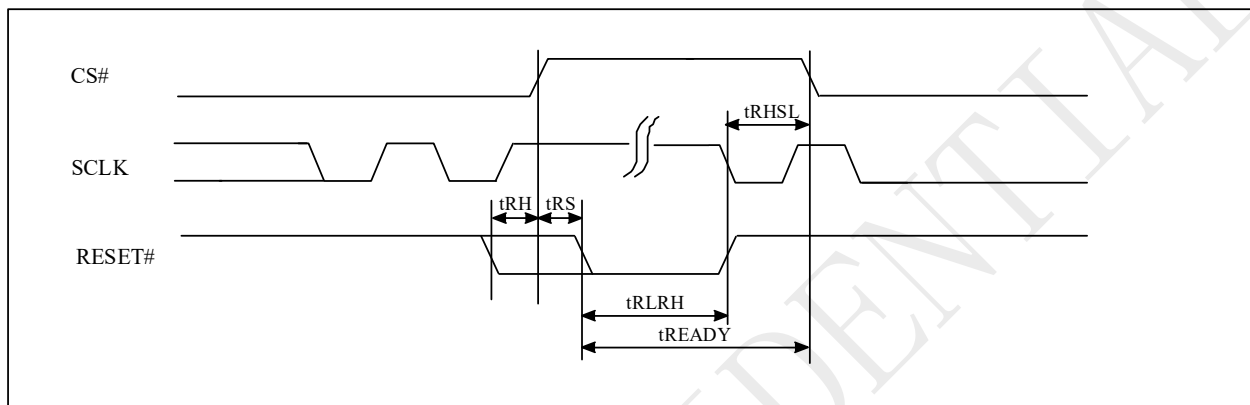 CS#
tRHSL
SCLK
tRH
tRS
RESET#
tRLRH
tREADY